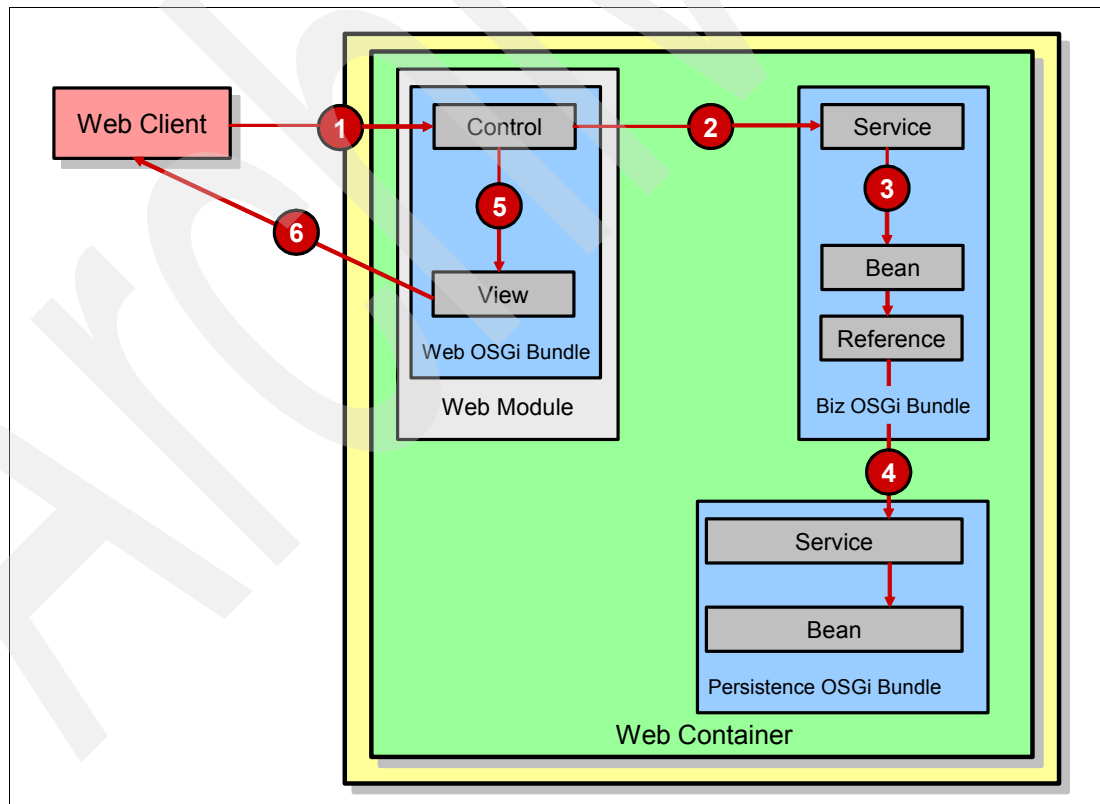 Web Client
1
Control
2
Service
3
5
6
Bean
View
Reference
Web OSGi Bundle
Web Module
Biz OSGi Bundle
4
Service
Bean
Persistence OSGi Bundle
Web Container